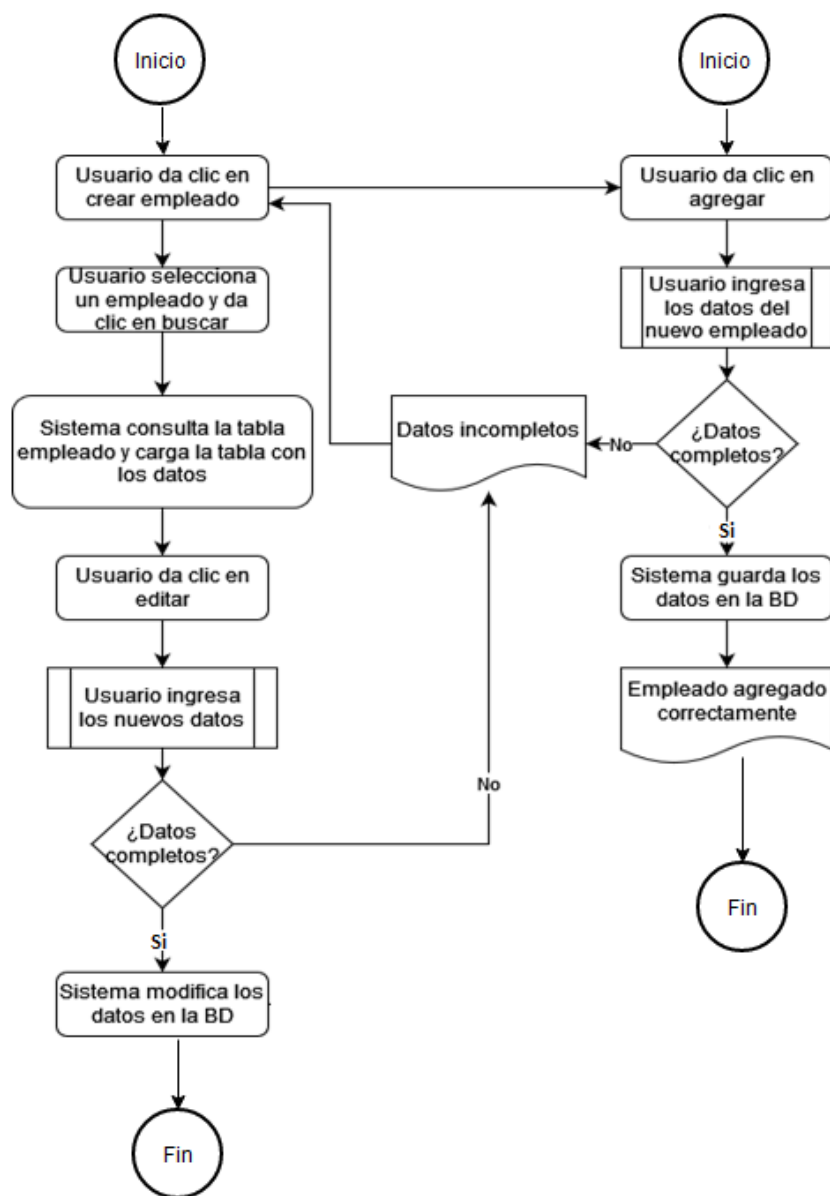 Inicio
Usuario da clic en
crear empleado
Usuario selecciona
un empleado y da
clic en buscar
Sistema consulta la tabla
empleado y carga la tabla con
los datos
Usuario da clic en
editar
Usuario ingresa
los nuevos datos
¿Datos
completos?
No
Si
Sistema modifica los
datos en la BD
Fin
Datos incompletos
Inicio
Usuario da clic en
agregar
Usuario ingresa
los datos del
nuevo empleado
¿Datos
completos?
No
Si
Sistema guarda los
datos en la BD
Empleado agregado
correctamente
Fin